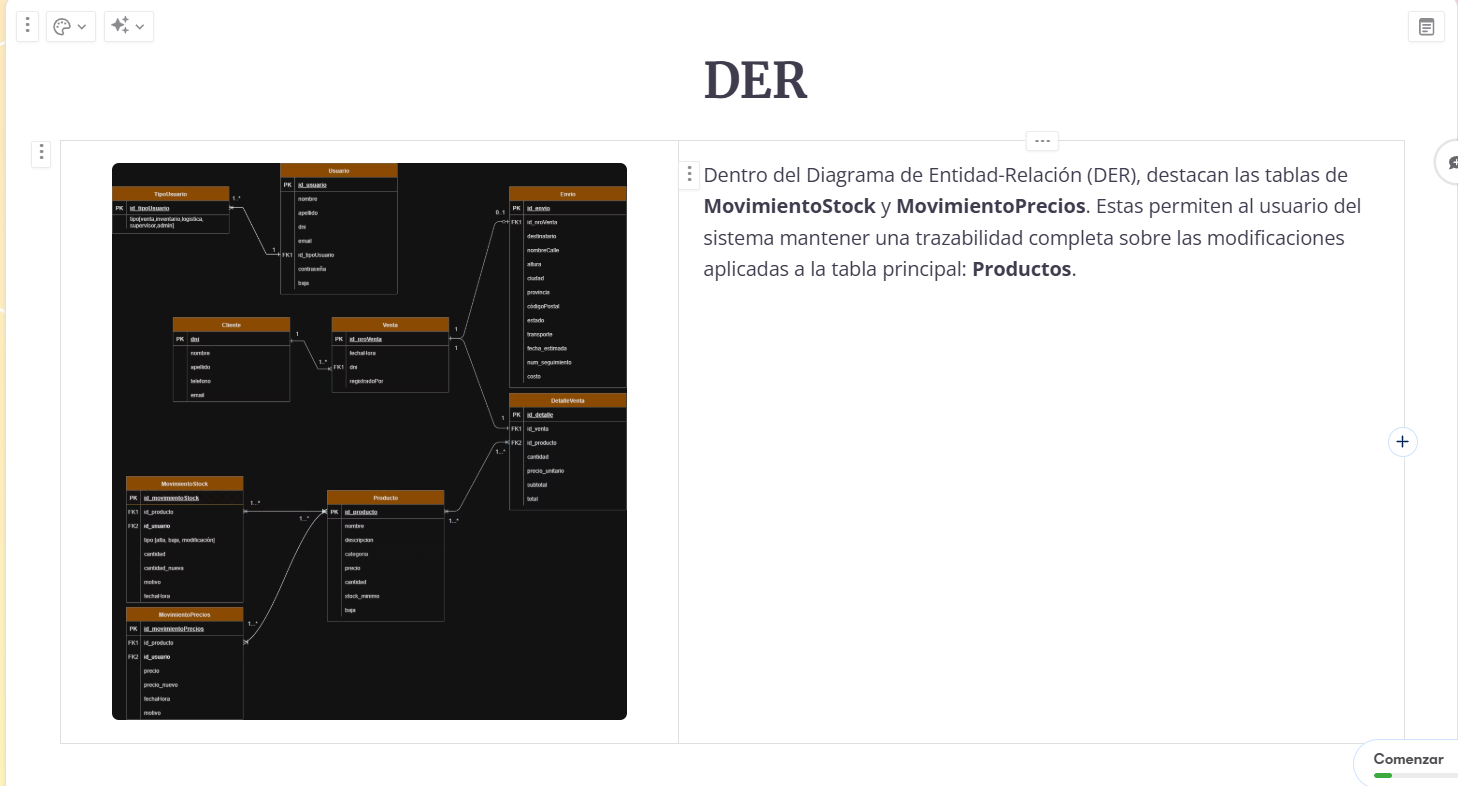 DER
Dentro del Diagrama de Entidad-Relación (DER), destacan las tablas de
MovimientoStock y MovimientoPrecios. Estas permiten al usuario del
sistema mantener una trazabilidad completa sobre las modificaciones
aplicadas a la tabla principal: Productos.
TipoUsuario
PK id_tipoUsuario
tipo[venta,inventario,logistica,
supervisor,admin]
1..*
1
Usuario
PK id_usuario
nombre
apellido
dni
email
FK1 id_tipoUsuario
contraseña
baja
Envio
PK id_envio
FK1 id_nroVenta
destinatario
nombreCalle
altura
ciudad
provincia
códigoPostal
estado
transporte
fecha_estimada
num_seguimiento
costo
0..1
Cliente
PK dni
nombre
apellido
telefono
email
1
1..*
Venta
PK id_nroVenta
fechaHora
FK1 dni
registradoPor
1
1
DetalleVenta
PK id_detalle
FK1 id_venta
FK2 id_producto
cantidad
precio_unitario
subtotal
total
1
1...*
MovimientoStock
PK id_movimientoStock
FK1 id_producto
FK2 id_usuario
tipo [alta, baja, modificación]
cantidad
cantidad_nueva
motivo
fechaHora
1...*
1...*
Producto
PK id_producto
nombre
descripcion
categoria
precio
cantidad
stock_minimo
baja
1...*
MovimientoPrecios
PK id_movimientoPrecios
FK1 id_producto
FK2 id_usuario
precio
precio_nuevo
fechaHora
motivo
1...*
Comenzar